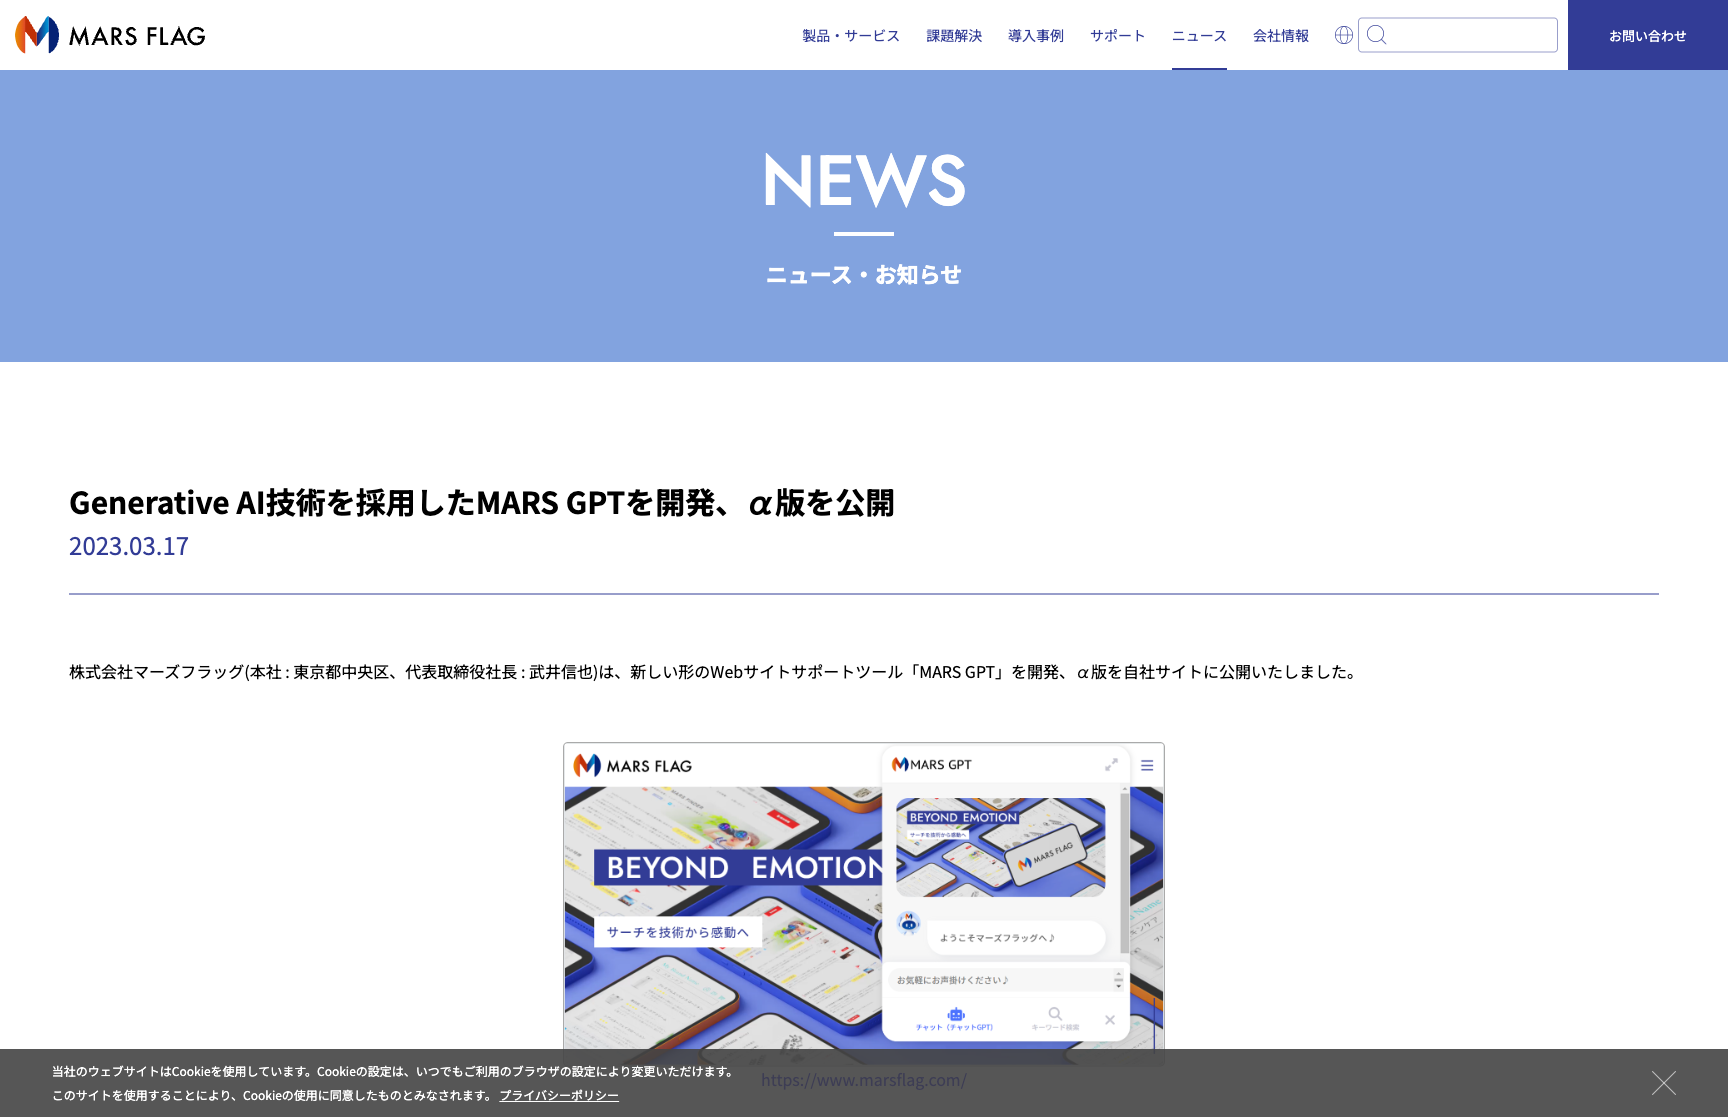 MARS FLAG
製品・サービス 課題解決 導入事例 サポート ニュース 会社情報 お問い合わせ
NEWS
ニュース・お知らせ
Generative AI技術を採用したMARS GPTを開発、α版を公開
2023.03.17
株式会社マーズフラッグ(本社 : 東京都中央区、代表取締役社長 : 武井信也)は、新しい形のWebサイトサポートツール「MARS GPT」を開発、α版を自社サイトに公開いたしました。
MARS FLAG
BEYOND EMOTION
サーチを技術から感動へ
MARS GPT
BEYOND EMOTION
サーチを技術から感動へ
MARS FLAG
ようこそマーズフラッグへ♪
お気軽にお声掛けください♪
チャット（チャットGPT） キーワード検索
https://www.marsflag.com/
当社のウェブサイトはCookieを使用しています。Cookieの設定は、いつでもご利用のブラウザの設定により変更いただけます。
このサイトを使用することにより、Cookieの使用に同意したものとみなされます。 プライバシーポリシー